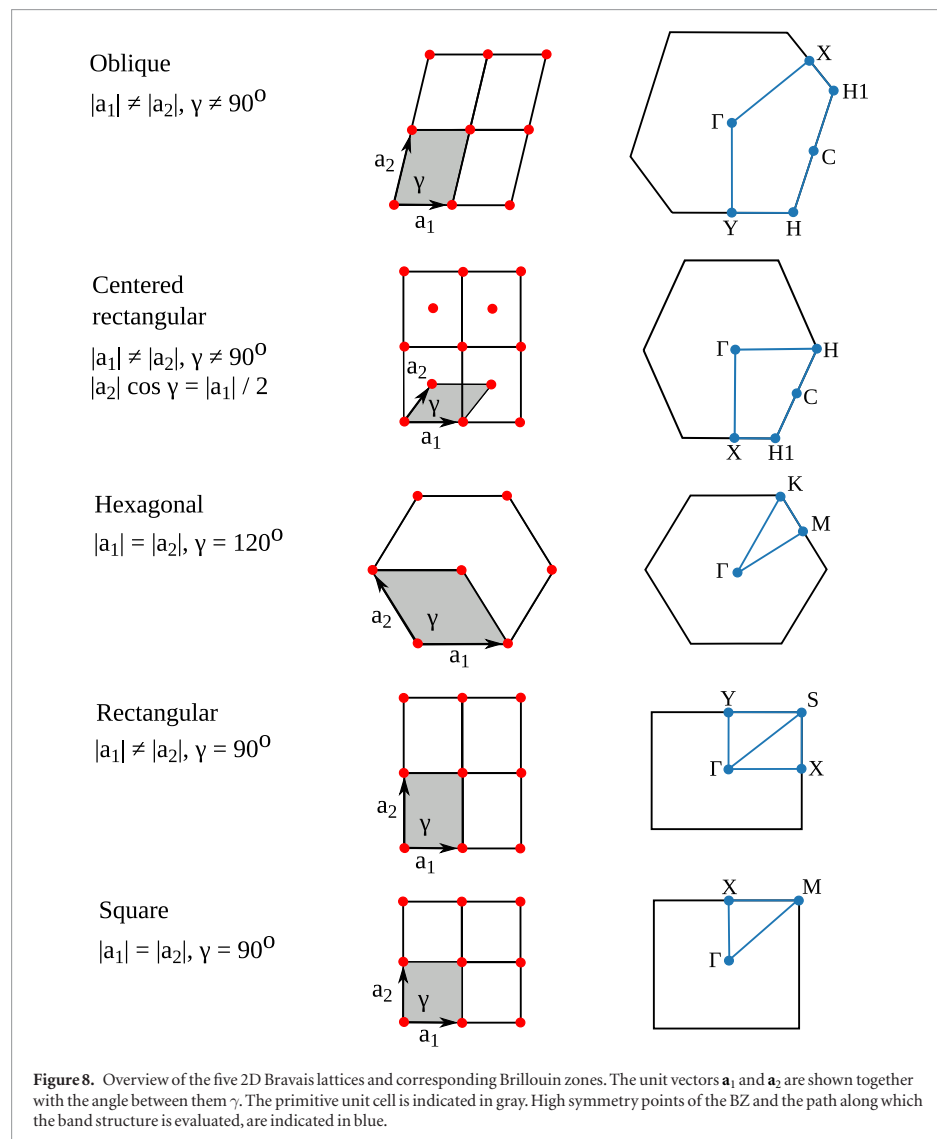 Oblique
|a₁| ≠ |a₂|, γ ≠ 90ᴼ
a₂
γ
a₁
X
H1
Γ
C
Y
H
Centered
rectangular
|a₁| ≠ |a₂|, γ ≠ 90ᴼ
|a₂| cos γ = |a₁| / 2
a₂
γ
a₁
Γ
H
C
X
H1
Hexagonal
|a₁| = |a₂|, γ = 120ᴼ
a₂
γ
a₁
K
M
Γ
Rectangular
|a₁| ≠ |a₂|, γ = 90ᴼ
a₂
γ
a₁
Y
S
Γ
X
Square
|a₁| = |a₂|, γ = 90ᴼ
a₂
γ
a₁
X
M
Γ
Figure 8. Overview of the five 2D Bravais lattices and corresponding Brillouin zones. The unit vectors a₁ and a₂ are shown together
with the angle between them γ. The primitive unit cell is indicated in gray. High symmetry points of the BZ and the path along which
the band structure is evaluated, are indicated in blue.